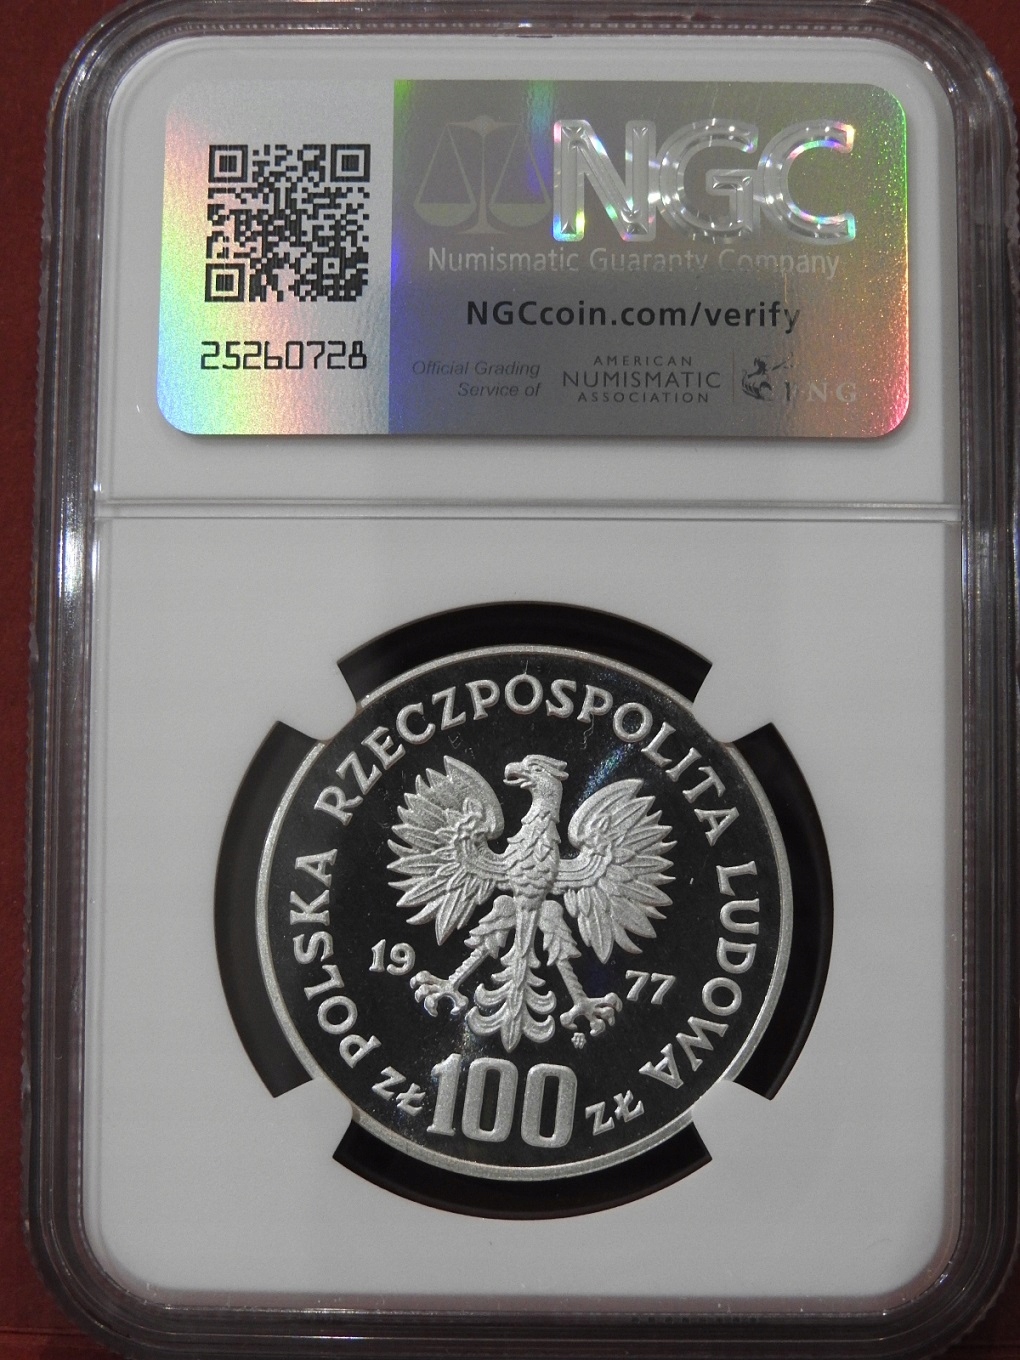 NGC
Numismatic Guaranty Company
NGCcoin.com/verify
25260728
Official Grading
Service of
AMERICAN
NUMISMATIC
ASSOCIATION
PNG
POLSKA RZECZPOSPOLITA LUDOWA
19 77
zł 100 zł